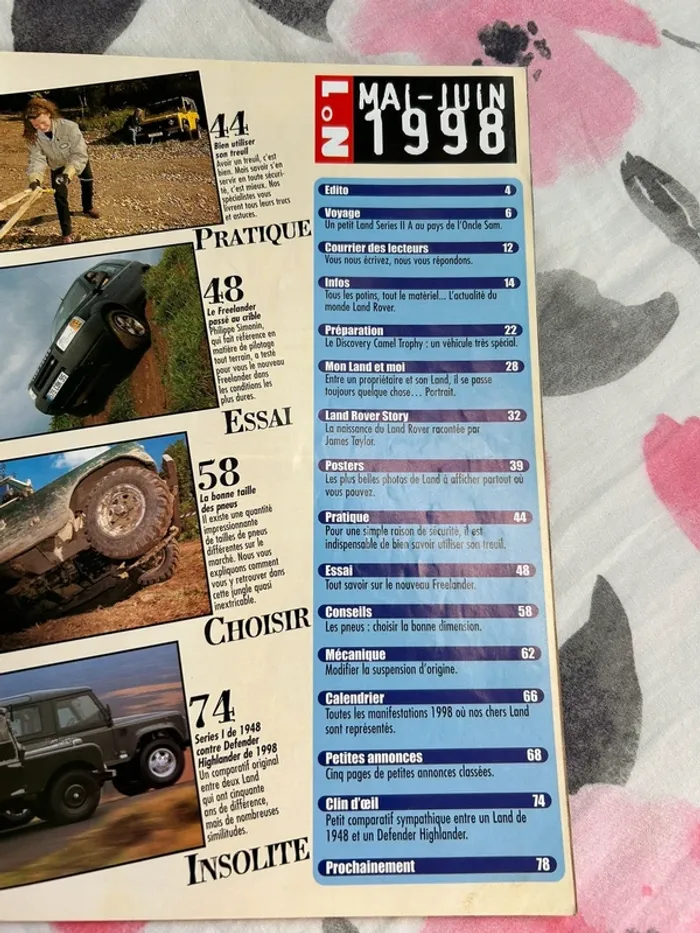 44
Bien utiliser
son treuil
Avoir un treuil, c'est
bien. Mais savoir s'en
servir en toute sécuri-
té, c'est mieux. Nos
spécialistes vous
livrent tous leurs trucs
et astuces.
PRATIQUE
48
Le Freelander
passé au crible
Philippe Simonin,
qui fait référence en
matière de pilotage
tout terrain, a testé
pour vous le nouveau
Freelander dans
les conditions les
plus dures.
ESSAI
58
La bonne taille
des pneus
Il existe une quantité
impressionnante
de tailles de pneus
différentes sur le
marché. Nous vous
expliquons comment
vous y retrouver dans
cette jungle quasi
inextricable.
CHOISIR
74
Series I de 1948
contre Defender
Highlander de 1998
Un comparatif original
entre deux Land
qui ont cinquante
ans de différence,
mais de nombreuses
similitudes.
INSOLITE
N°1
MAI-JUIN
1998
Edito 4
Voyage 6
Un petit Land Series II A au pays de l'Oncle Sam.
Courrier des lecteurs 12
Vous nous écrivez, nous vous répondons.
Infos 14
Tous les potins, tout le matériel... L'actualité du
monde Land Rover.
Préparation 22
Le Discovery Camel Trophy : un véhicule très spécial.
Mon Land et moi 28
Entre un propriétaire et son Land, il se passe
toujours quelque chose... Portrait.
Land Rover Story 32
La naissance du Land Rover racontée par
James Taylor.
Posters 39
Les plus belles photos de Land à afficher partout où
vous pouvez.
Pratique 44
Pour une simple raison de sécurité, il est
indispensable de bien savoir utiliser son treuil.
Essai 48
Tout savoir sur le nouveau Freelander.
Conseils 58
Les pneus : choisir la bonne dimension.
Mécanique 62
Modifier la suspension d'origine.
Calendrier 66
Toutes les manifestations 1998 où nos chers Land
sont représentés.
Petites annonces 68
Cinq pages de petites annonces classées.
Clin d'œil 74
Petit comparatif sympathique entre un Land de
1948 et un Defender Highlander.
Prochainement 78